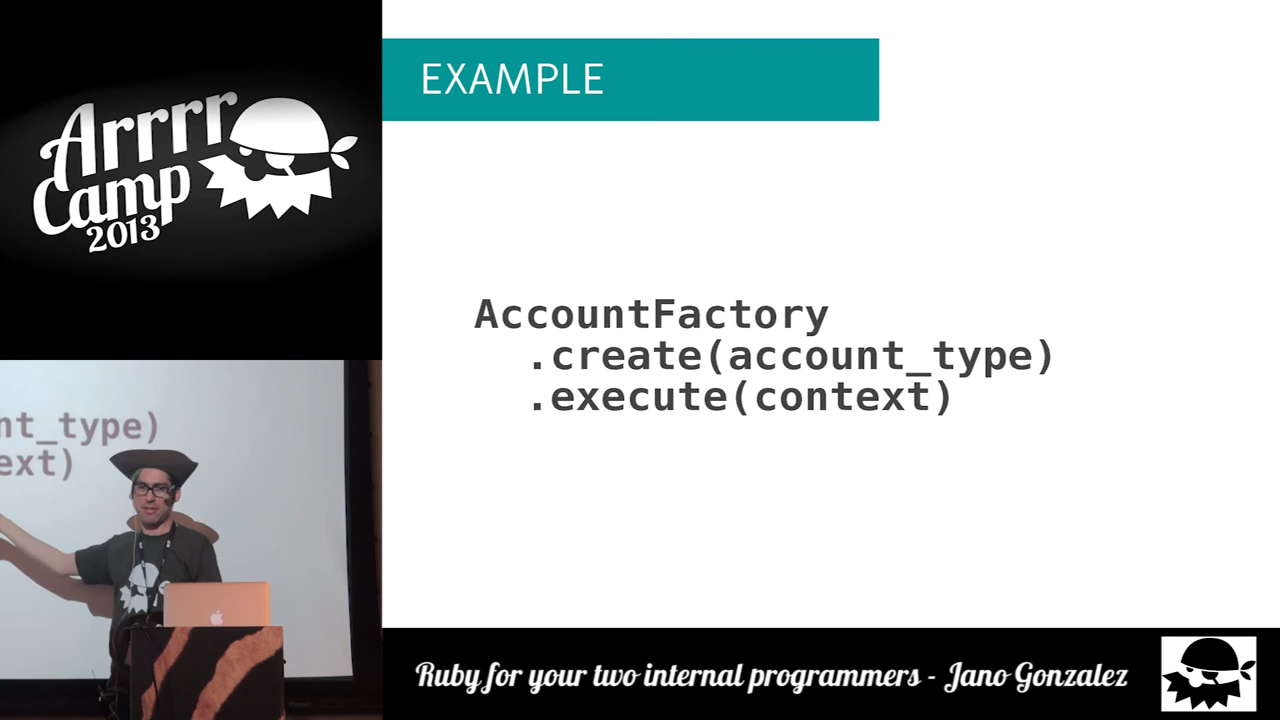 Arrrr
Camp
2013
EXAMPLE
AccountFactory
.create(account_type)
.execute(context)
nt_type)
ext)
Ruby for your two internal programmers - Jano Gonzalez